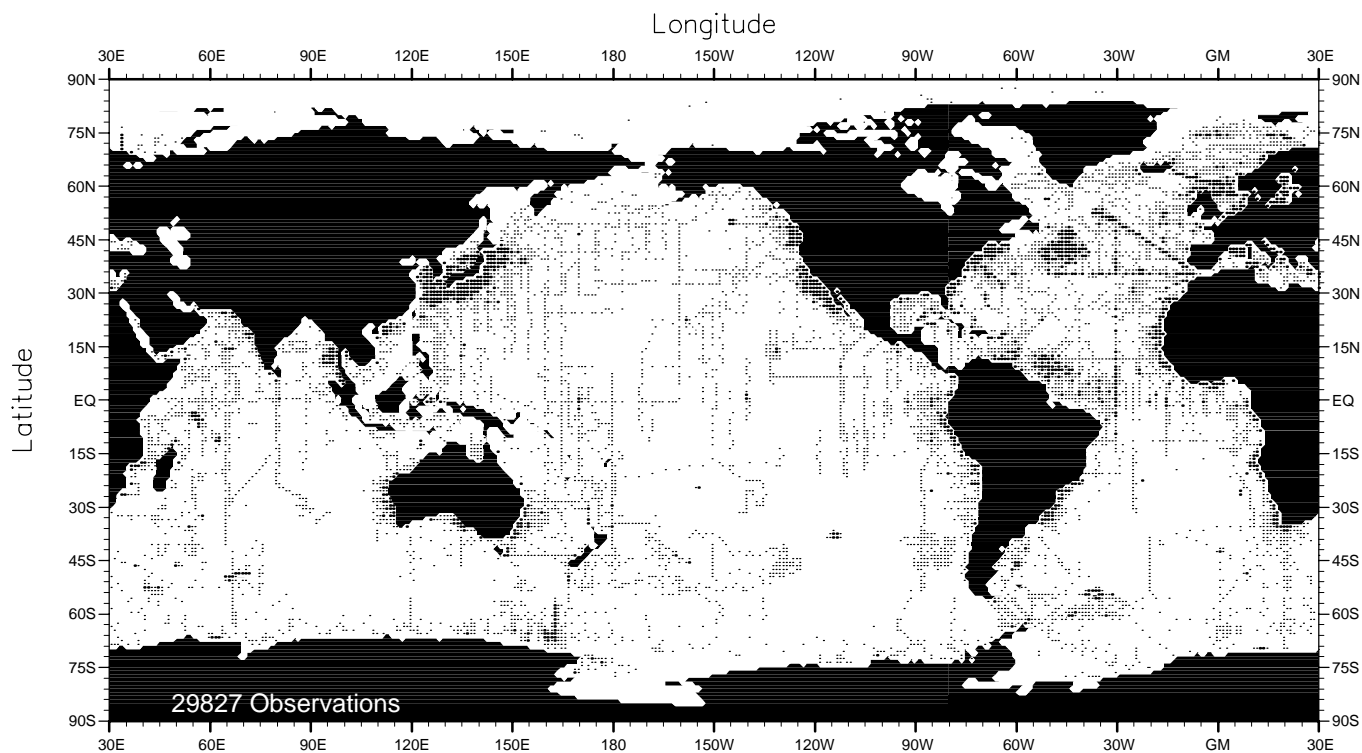 Longitude
30E 60E 90E 120E 150E 180 150W 120W 90W 60W 30W GM 30E
90N 90N
75N 75N
60N 60N
45N 45N
30N 30N
15N 15N
EQ EQ
15S 15S
30S 30S
45S 45S
60S 60S
75S 75S
90S 90S
Latitude
29827 Observations
30E 60E 90E 120E 150E 180 150W 120W 90W 60W 30W GM 30E